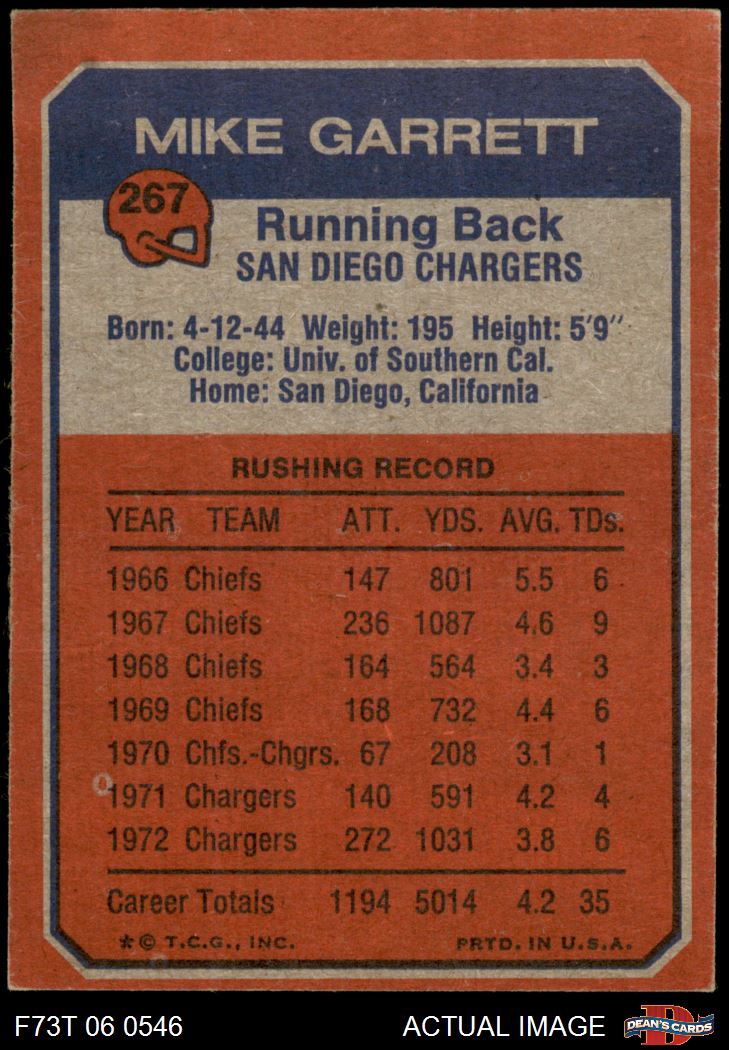 MIKE GARRETT
267
Running Back
SAN DIEGO CHARGERS
Born: 4-12-44 Weight: 195 Height: 5'9"
College: Univ. of Southern Cal.
Home: San Diego, California
RUSHING RECORD
YEAR TEAM ATT. YDS. AVG. TDs.
1966 Chiefs 147 801 5.5 6
1967 Chiefs 236 1087 4.6 9
1968 Chiefs 164 564 3.4 3
1969 Chiefs 168 732 4.4 6
1970 Chfs.-Chgrs. 67 208 3.1 1
1971 Chargers 140 591 4.2 4
1972 Chargers 272 1031 3.8 6
Career Totals 1194 5014 4.2 35
*© T.C.G., INC. PRTD. IN U.S.A.
F73T 06 0546 ACTUAL IMAGE D DEAN'S CARDS